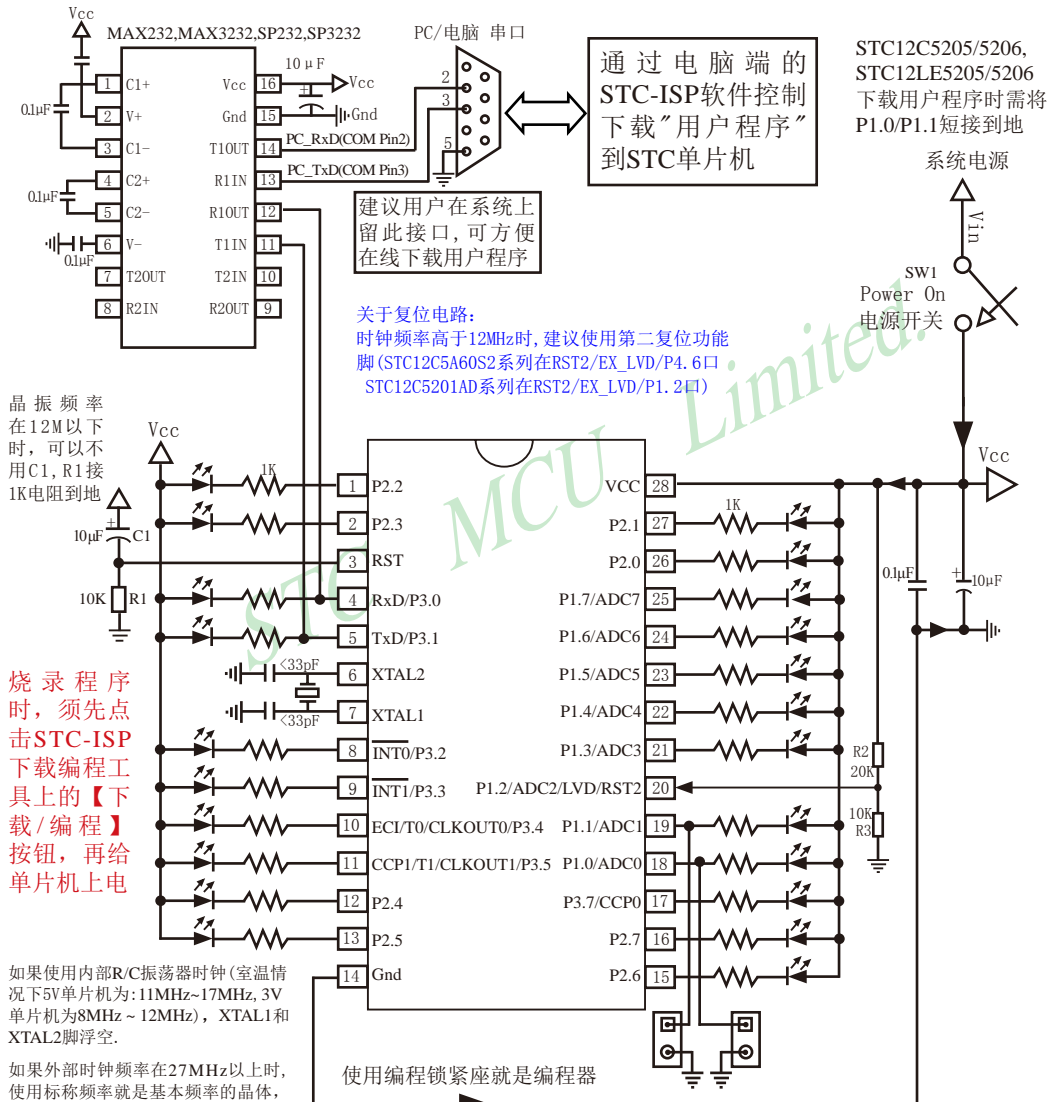 Vcc
MAX232,MAX3232,SP232,SP3232
PC/电脑 串口
1 C1+
2 V+
3 C1-
4 C2+
5 C2-
6 V-
7 T2OUT
8 R2IN
Vcc 16
Gnd 15
T1OUT 14
R1IN 13
R1OUT 12
T1IN 11
T2IN 10
R2OUT 9
0.1μF
0.1μF
0.1μF
10μF
+
Vcc
Gnd
PC_RxD(COM Pin2)
PC_TxD(COM Pin3)
2
3
5
通过电脑端的
STC-ISP软件控制
下载"用户程序"
到STC单片机
STC12C5205/5206,
STC12LE5205/5206
下载用户程序时需将
P1.0/P1.1短接到地
系统电源
Vin
SW1
Power On
电源开关
建议用户在系统上
留此接口,可方便
在线下载用户程序
关于复位电路:
时钟频率高于12MHz时,建议使用第二复位功能
脚(STC12C5A60S2系列在RST2/EX_LVD/P4.6口
STC12C5201AD系列在RST2/EX_LVD/P1.2口)
STC MCU Limited.
晶振频率
在12M以下
时，可以不
用C1,R1接
1K电阻到地
Vcc
1K
+
10μF C1
10K R1
1 P2.2
2 P2.3
3 RST
4 RxD/P3.0
5 TxD/P3.1
6 XTAL2
7 XTAL1
8 INT0/P3.2
9 INT1/P3.3
10 ECI/T0/CLKOUT0/P3.4
11 CCP1/T1/CLKOUT1/P3.5
12 P2.4
13 P2.5
14 Gnd
<33pF
<33pF
VCC 28
P2.1 27
P2.0 26
P1.7/ADC7 25
P1.6/ADC6 24
P1.5/ADC5 23
P1.4/ADC4 22
P1.3/ADC3 21
P1.2/ADC2/LVD/RST2 20
P1.1/ADC1 19
P1.0/ADC0 18
P3.7/CCP0 17
P2.7 16
P2.6 15
1K
Vcc
0.1μF
+
10μF
R2
20K
10K
R3
烧录程序
时，须先点
击STC-ISP
下载编程工
具上的【下
载/编程】
按钮，再给
单片机上电
如果使用内部R/C振荡器时钟(室温情
况下5V单片机为:11MHz~17MHz,3V
单片机为8MHz~12MHz)，XTAL1和
XTAL2脚浮空.
如果外部时钟频率在27MHz以上时,
使用标称频率就是基本频率的晶体,
使用编程锁紧座就是编程器